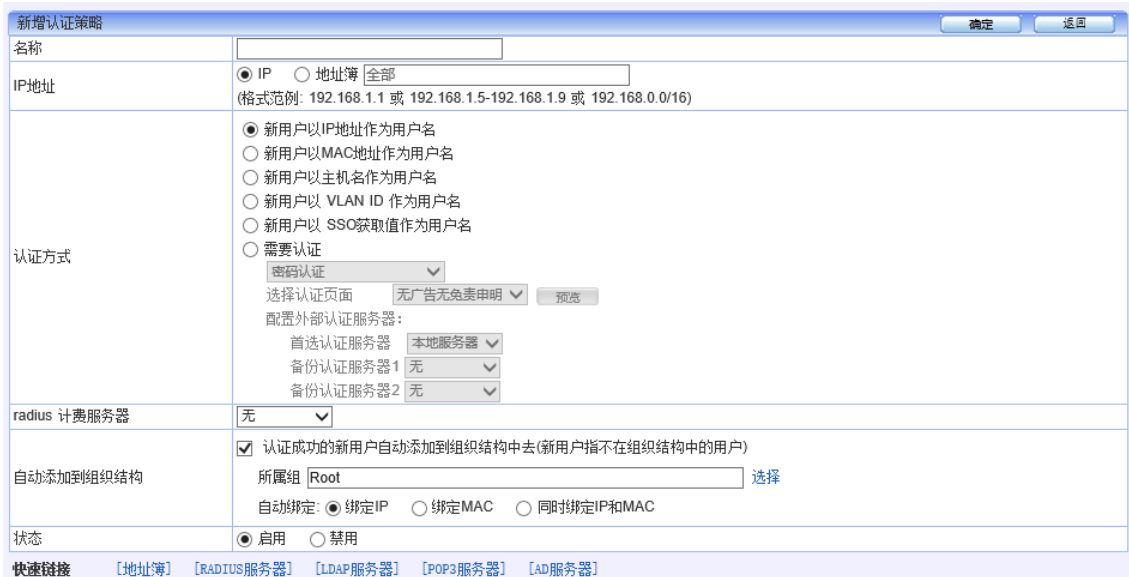 新增认证策略 确定 返回
名称
IP地址 IP 地址簿 全部
(格式范例: 192.168.1.1 或 192.168.1.5-192.168.1.9 或 192.168.0.0/16)
认证方式
新用户以IP地址作为用户名
新用户以MAC地址作为用户名
新用户以主机名作为用户名
新用户以 VLAN ID 作为用户名
新用户以 SSO获取值作为用户名
需要认证
密码认证
选择认证页面 无广告无免责申明 预览
配置外部认证服务器:
首选认证服务器 本地服务器
备份认证服务器1 无
备份认证服务器2 无
radius 计费服务器 无
自动添加到组织结构
认证成功的新用户自动添加到组织结构中去(新用户指不在组织结构中的用户)
所属组 Root 选择
自动绑定: 绑定IP 绑定MAC 同时绑定IP和MAC
状态 启用 禁用
快速链接 [地址簿] [RADIUS服务器] [LDAP服务器] [POP3服务器] [AD服务器]